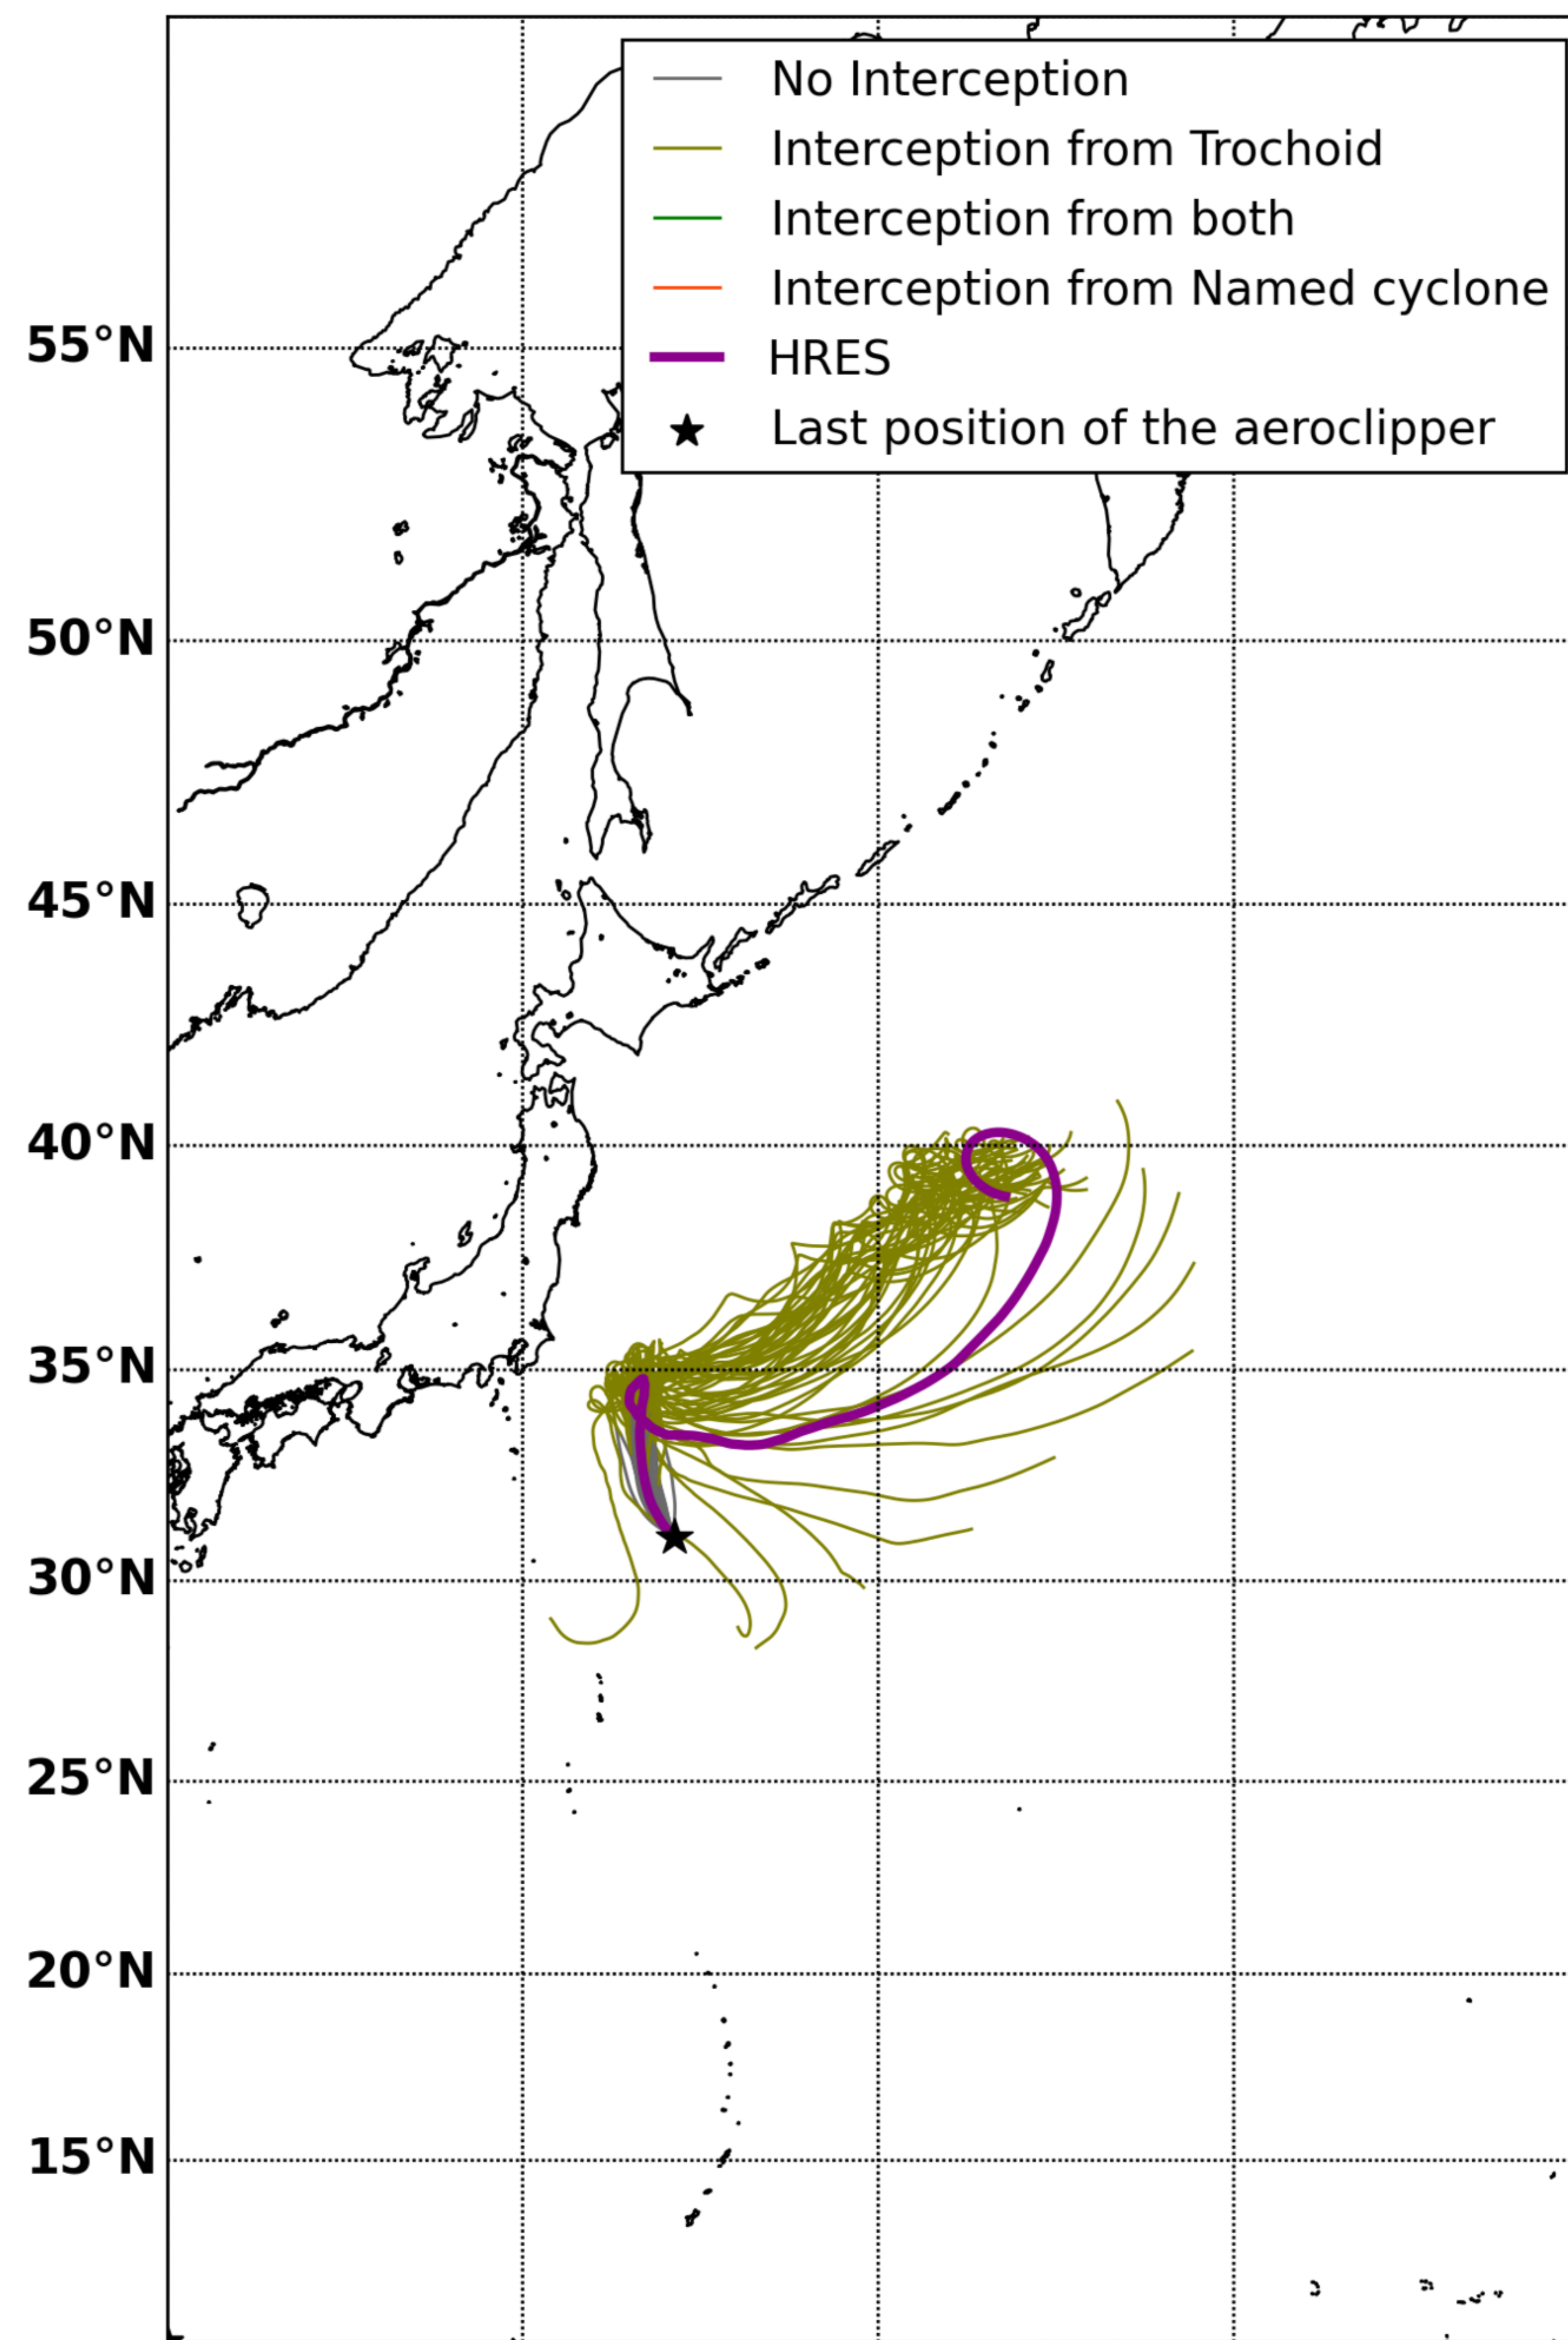 No Interception
Interception from Trochoid
Interception from both
Interception from Named cyclone
HRES
Last position of the aeroclipper
55°N
50°N
45°N
40°N
35°N
30°N
25°N
20°N
15°N